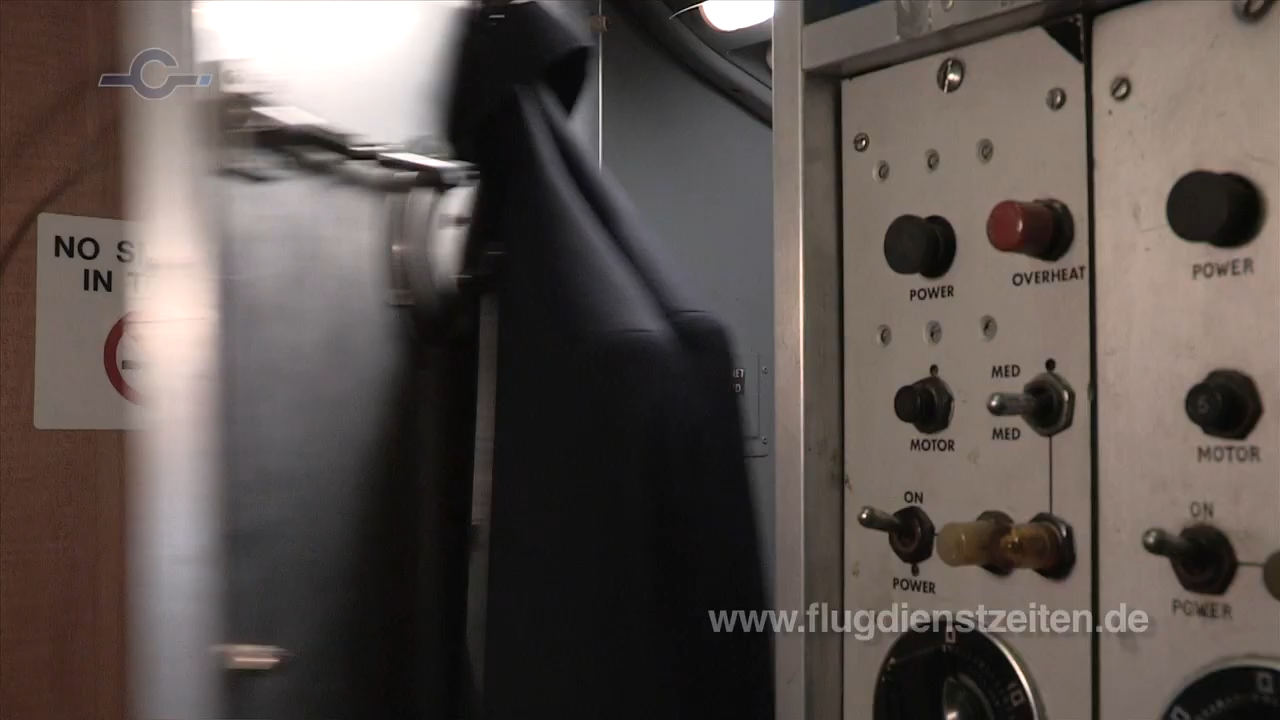 NO S
IN T
POWER
OVERHEAT
MED
MED
MOTOR
ON
POWER
POWER
MOTOR
ON
POWER
www.flugdienstzeiten.de